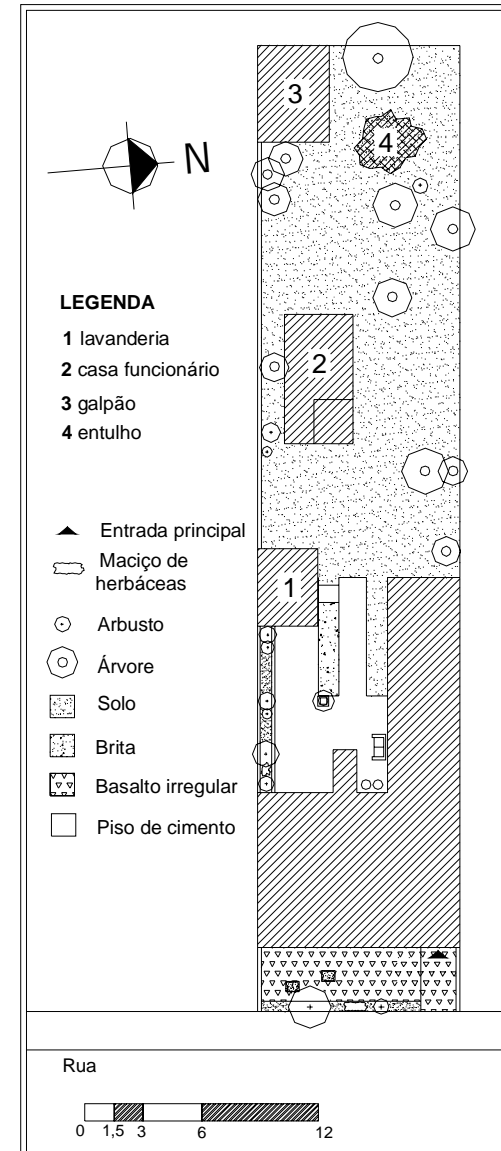 3
4
N
LEGENDA
1 lavanderia
2 casa funcionário
3 galpão
4 entulho
2
Entrada principal
Maciço de
herbáceas
1
Arbusto
Árvore
Solo
Brita
Basalto irregular
Piso de cimento
Rua
0 1,5 3 6 12